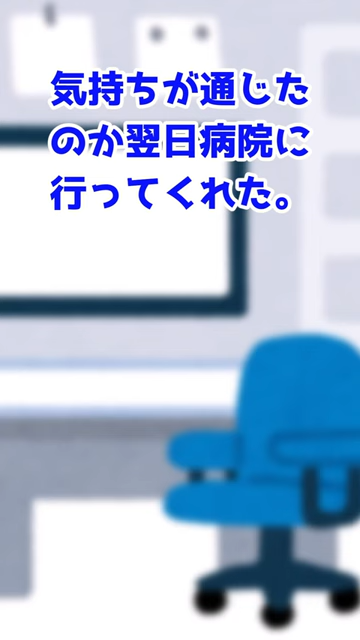 気持ちが通じた
のか翌日病院に
行ってくれた。